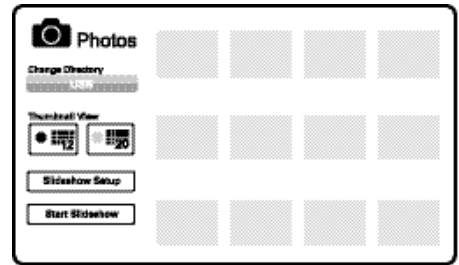 Photos
Change Directory
USB
Thumbnail View
12 20
Slideshow Setup
Start Slideshow